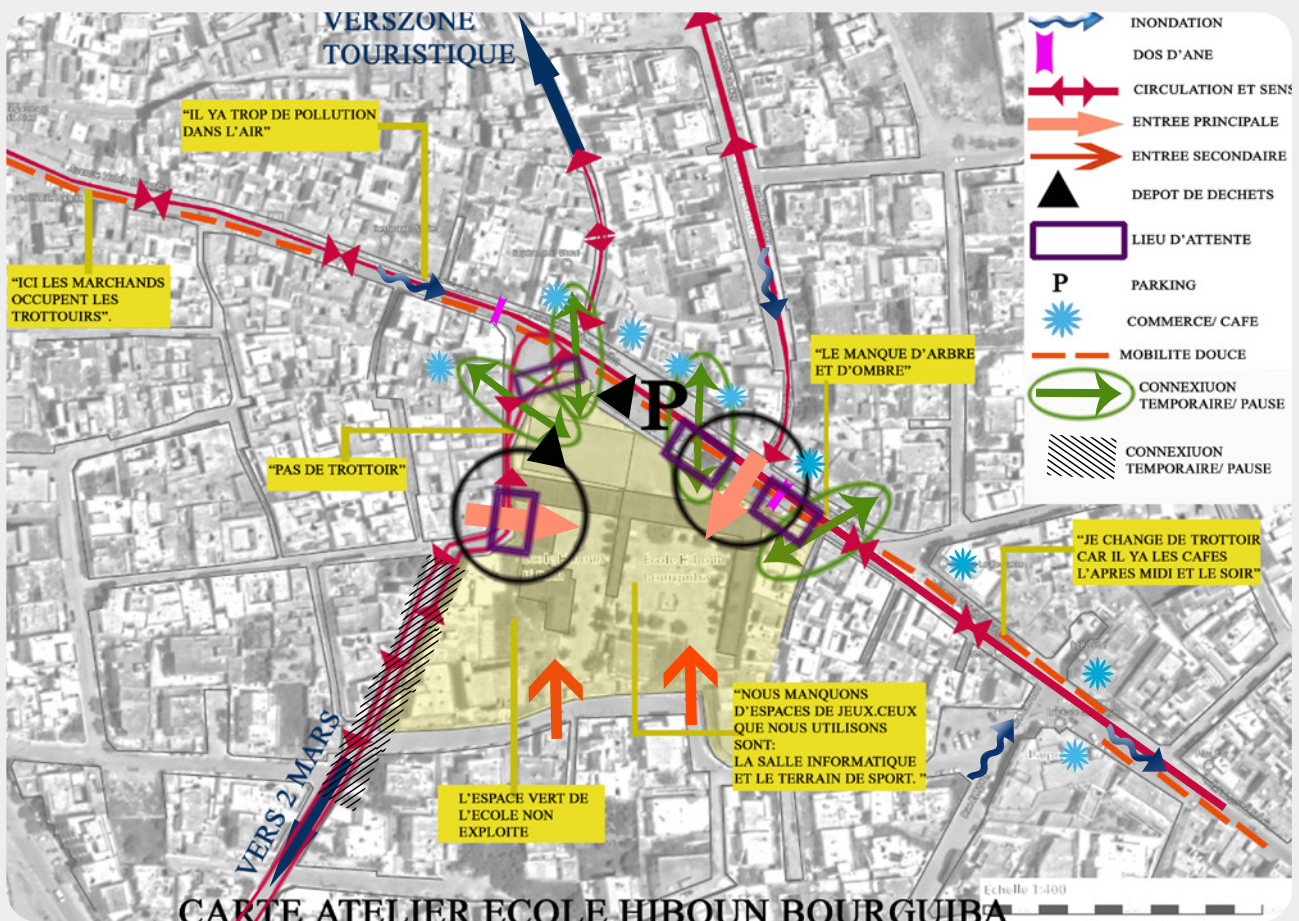 VERSZONE
TOURISTIQUE
“IL YA TROP DE POLLUTION
DANS L’AIR”
“ICI LES MARCHANDS
OCCUPENT LES
TROTTOUIRS”.
“PAS DE TROTTOIR”
“LE MANQUE D’ARBRE
ET D’OMBRE”
P
“JE CHANGE DE TROTTOIR
CAR IL YA LES CAFES
L’APRES MIDI ET LE SOIR”
“NOUS MANQUONS
D’ESPACES DE JEUX.CEUX
QUE NOUS UTILISONS
SONT:
LA SALLE INFORMATIQUE
ET LE TERRAIN DE SPORT. ”
L’ESPACE VERT DE
L’ECOLE NON
EXPLOITE
VERS 2 MARS
INONDATION
DOS D’ANE
CIRCULATION ET SENS
ENTREE PRINCIPALE
ENTREE SECONDAIRE
DEPOT DE DECHETS
LIEU D’ATTENTE
P
PARKING
COMMERCE/ CAFE
MOBILITE DOUCE
CONNEXIUON
TEMPORAIRE/ PAUSE
CONNEXIUON
TEMPORAIRE/ PAUSE
Echelle 1:400
CARTE ATELIER ECOLE HIBOUN BOURGUIBA